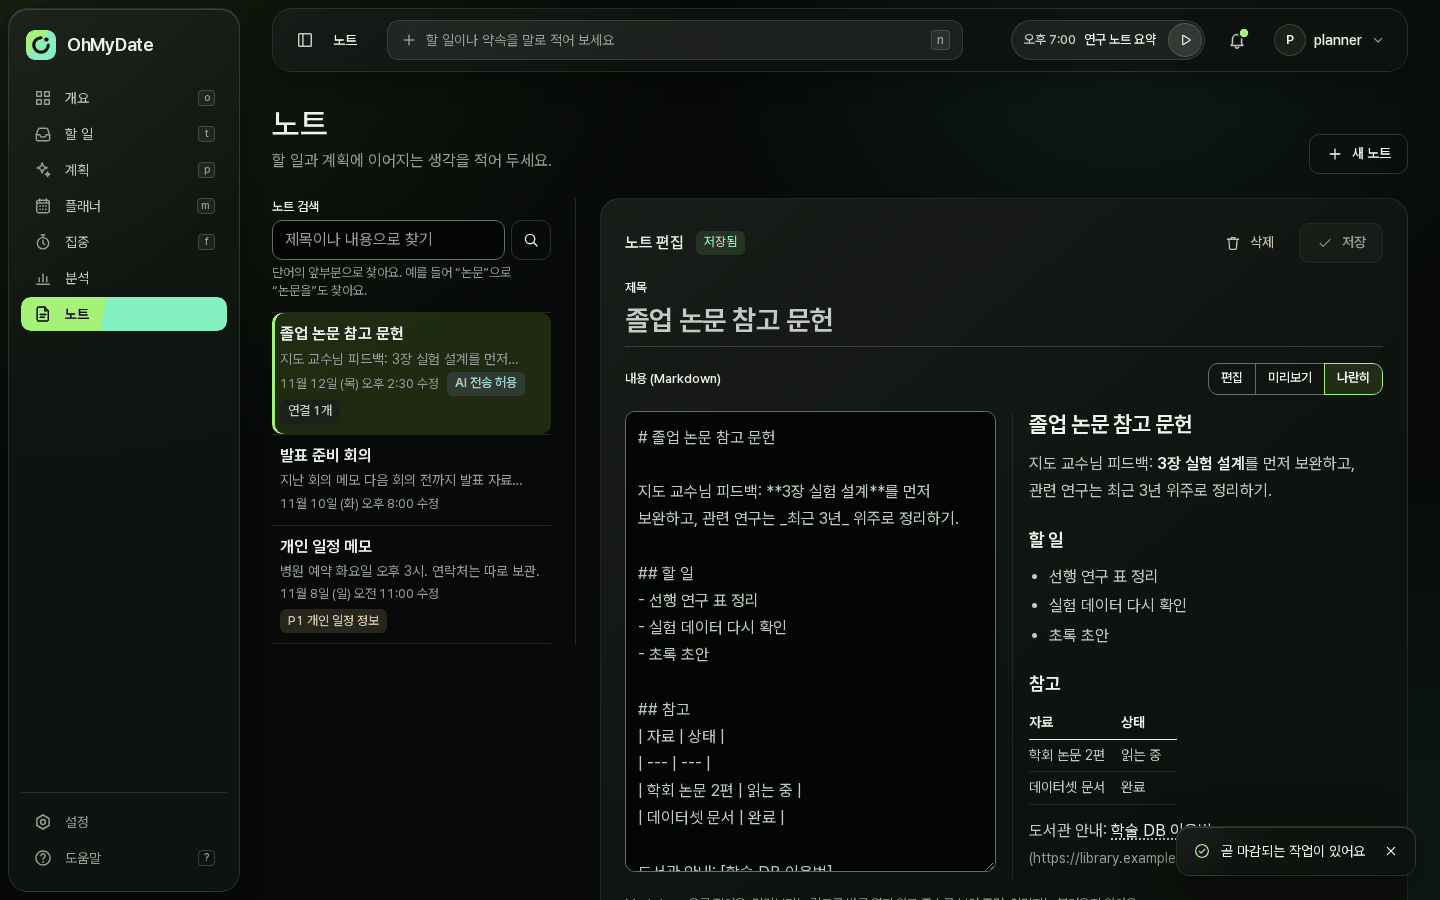 OhMyDate
개요 o
할 일 t
계획 p
플래너 m
집중 f
분석
노트
설정
도움말 ?
노트
할 일이나 약속을 말로 적어 보세요 n
오후 7:00 연구 노트 요약
P planner
노트
할 일과 계획에 이어지는 생각을 적어 두세요.
새 노트
노트 검색
제목이나 내용으로 찾기
단어의 앞부분으로 찾아요. 예를 들어 “논문”으로
“논문을”도 찾아요.
졸업 논문 참고 문헌
지도 교수님 피드백: 3장 실험 설계를 먼저…
11월 12일 (목) 오후 2:30 수정 AI 전송 허용
연결 1개
발표 준비 회의
지난 회의 메모 다음 회의 전까지 발표 자료…
11월 10일 (화) 오후 8:00 수정
개인 일정 메모
병원 예약 화요일 오후 3시. 연락처는 따로 보관.
11월 8일 (일) 오전 11:00 수정
P1 개인 일정 정보
노트 편집 저장됨
삭제
저장
제목
졸업 논문 참고 문헌
내용 (Markdown)
편집 미리보기 나란히
# 졸업 논문 참고 문헌
지도 교수님 피드백: **3장 실험 설계**를 먼저
보완하고, 관련 연구는 _최근 3년_ 위주로 정리하기.
## 할 일
- 선행 연구 표 정리
- 실험 데이터 다시 확인
- 초록 초안
## 참고
| 자료 | 상태 |
| --- | --- |
| 학회 논문 2편 | 읽는 중 |
| 데이터셋 문서 | 완료 |
도서관 안내: [학술 DB 이용법]
졸업 논문 참고 문헌
지도 교수님 피드백: 3장 실험 설계를 먼저 보완하고,
관련 연구는 최근 3년 위주로 정리하기.
할 일
• 선행 연구 표 정리
• 실험 데이터 다시 확인
• 초록 초안
참고
자료 상태
학회 논문 2편 읽는 중
데이터셋 문서 완료
도서관 안내: 학술 DB 이용법
(https://library.example
곧 마감되는 작업이 있어요